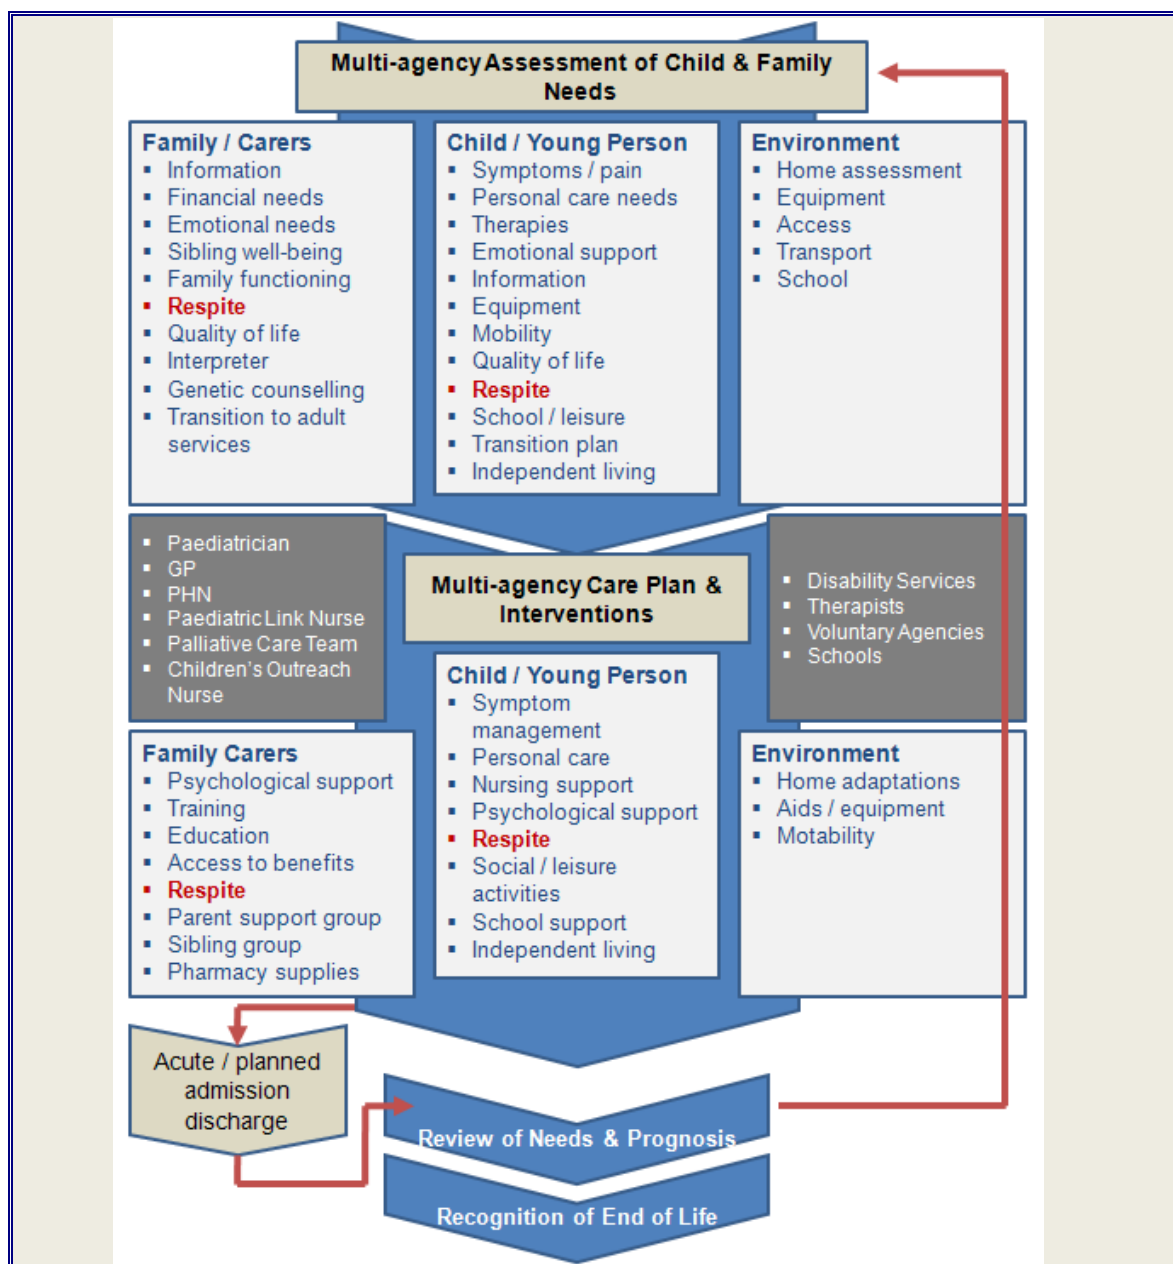 Multi-agency Assessment of Child & Family
Needs
Family / Carers
▪ Information
▪ Financial needs
▪ Emotional needs
▪ Sibling well-being
▪ Family functioning
▪ Respite
▪ Quality of life
▪ Interpreter
▪ Genetic counselling
▪ Transition to adult
services
Child / Young Person
▪ Symptoms / pain
▪ Personal care needs
▪ Therapies
▪ Emotional support
▪ Information
▪ Equipment
▪ Mobility
▪ Quality of life
▪ Respite
▪ School / leisure
▪ Transition plan
▪ Independent living
Environment
▪ Home assessment
▪ Equipment
▪ Access
▪ Transport
▪ School
▪ Paediatrician
▪ GP
▪ PHN
▪ Paediatric Link Nurse
▪ Palliative Care Team
▪ Children's Outreach
Nurse
Multi-agency Care Plan &
Interventions
▪ Disability Services
▪ Therapists
▪ Voluntary Agencies
▪ Schools
Family Carers
▪ Psychological support
▪ Training
▪ Education
▪ Access to benefits
▪ Respite
▪ Parent support group
▪ Sibling group
▪ Pharmacy supplies
Child / Young Person
▪ Symptom
management
▪ Personal care
▪ Nursing support
▪ Psychological support
▪ Respite
▪ Social / leisure
activities
▪ School support
▪ Independent living
Environment
▪ Home adaptations
▪ Aids / equipment
▪ Motability
Acute / planned
admission
discharge
Review of Needs & Prognosis
Recognition of End of Life